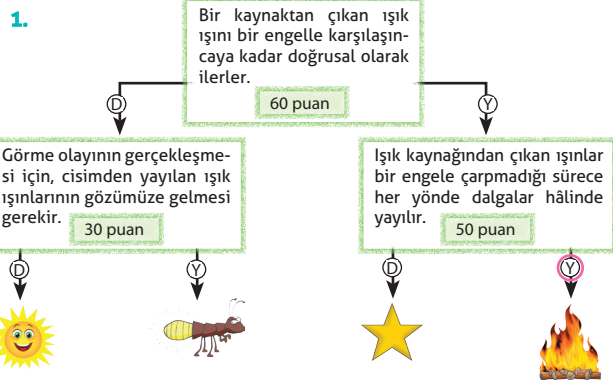 1.
Bir kaynaktan çıkan ışık
ışını bir engelle karşılaşın-
caya kadar doğrusal olarak
ilerler.
60 puan
D
Y
Görme olayının gerçekleşme-
si için, cisimden yayılan ışık
ışınlarının gözümüze gelmesi
gerekir.
30 puan
Işık kaynağından çıkan ışınlar
bir engele çarpmadığı sürece
her yönde dalgalar hâlinde
yayılır.
50 puan
D
Y
D
Y